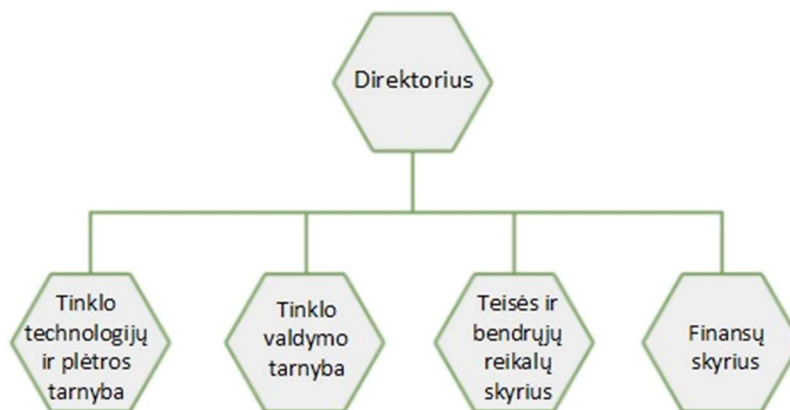 Direktorius
Tinklo
technologijų
ir plėtros
tarnyba
Tinklo
valdymo
tarnyba
Teisės ir
bendrųjų
reikalų
skyrius
Finansų
skyrius